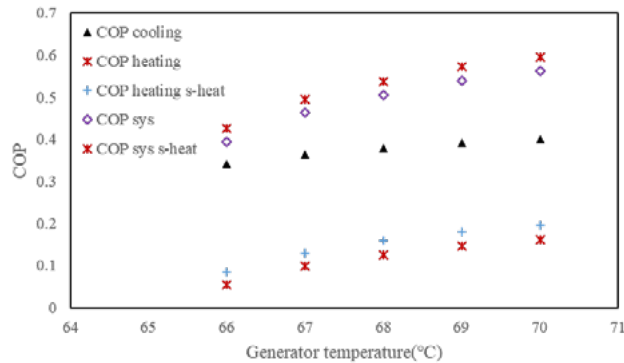 0.7
0.6
0.5
0.4
0.3
0.2
0.1
0
COP
COP cooling
COP heating
COP heating s-heat
COP sys
COP sys s-heat
64 65 66 67 68 69 70 71
Generator temperature(°C)